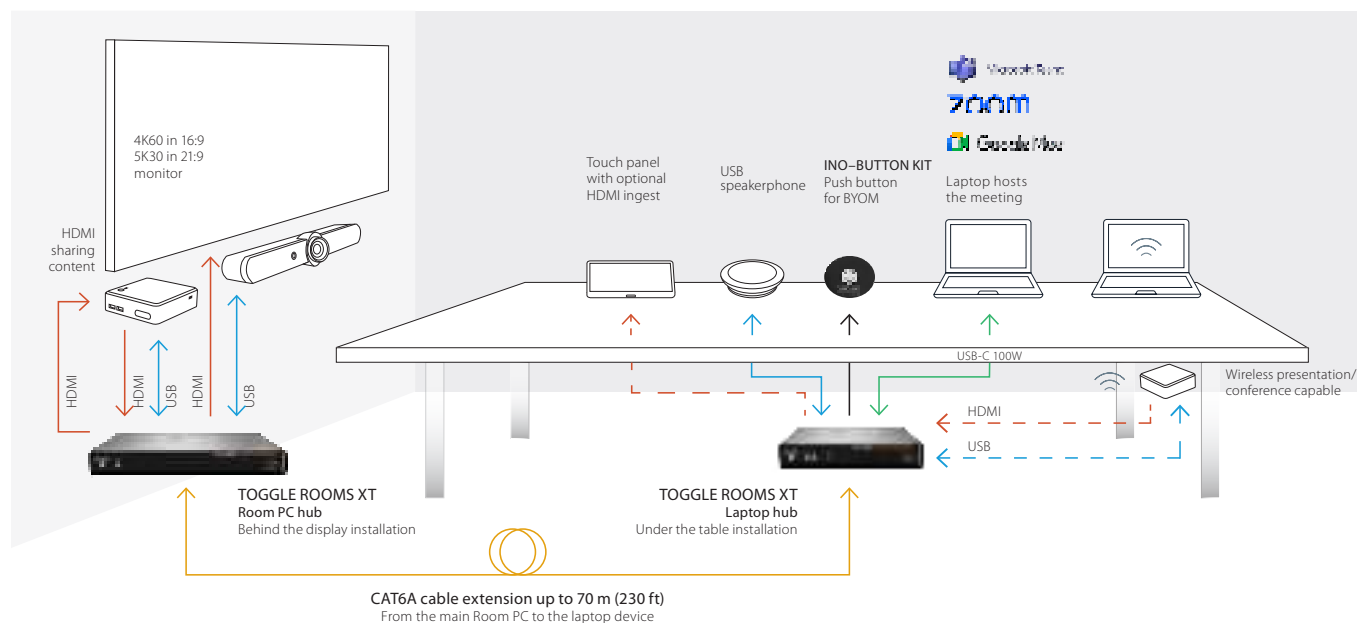 Microsoft Teams
zoom
Google Meet
4K60 in 16:9
5K30 in 21:9
monitor
Touch panel
with optional
HDMI ingest
USB
speakerphone
INO–BUTTON KIT
Push button
for BYOM
Laptop hosts
the meeting
HDMI
sharing
content
USB-C 100W
Wireless presentation/
conference capable
HDMI
HDMI
USB
HDMI
USB
HDMI
USB
TOGGLE ROOMS XT
Room PC hub
Behind the display installation
TOGGLE ROOMS XT
Laptop hub
Under the table installation
CAT6A cable extension up to 70 m (230 ft)
From the main Room PC to the laptop device